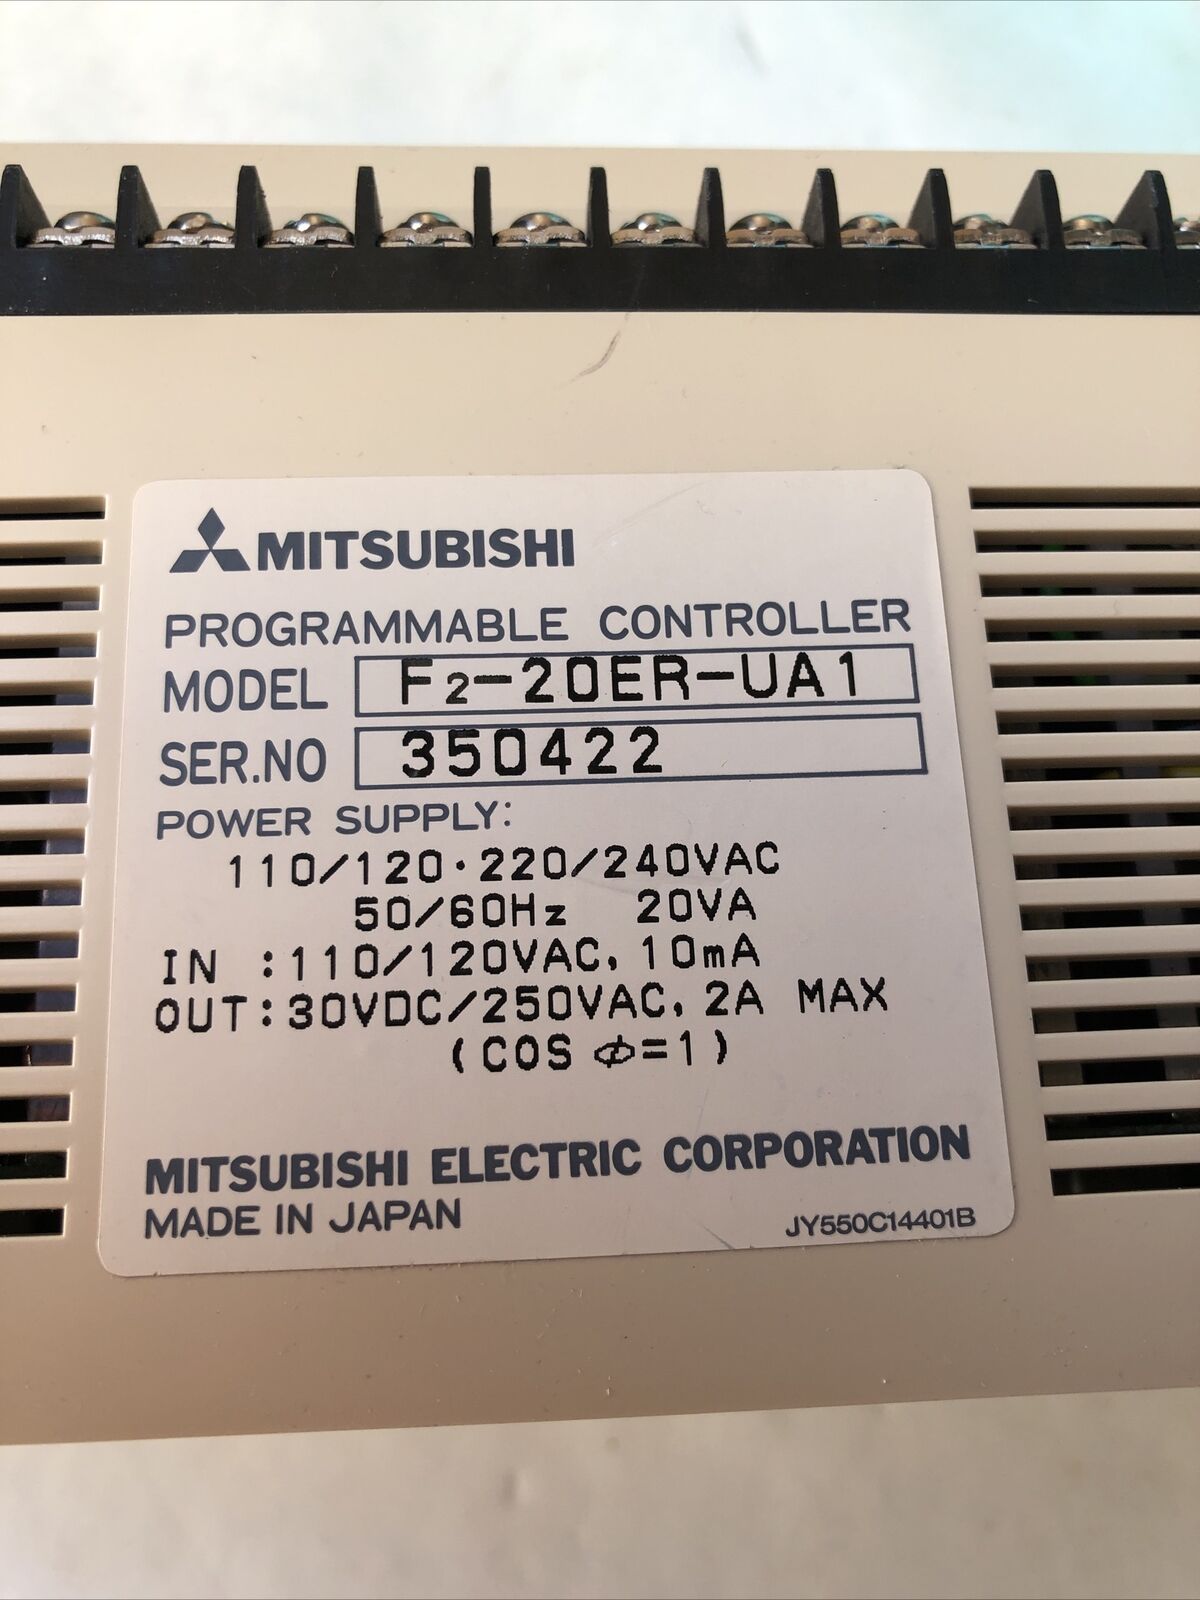 MITSUBISHI
PROGRAMMABLE CONTROLLER
MODEL F2-20ER-UA1
SER.NO 350422
POWER SUPPLY:
110/120·220/240VAC
50/60Hz 20VA
IN :110/120VAC, 10mA
OUT:30VDC/250VAC, 2A MAX
(COS φ=1)
MITSUBISHI ELECTRIC CORPORATION
MADE IN JAPAN JY550C14401B